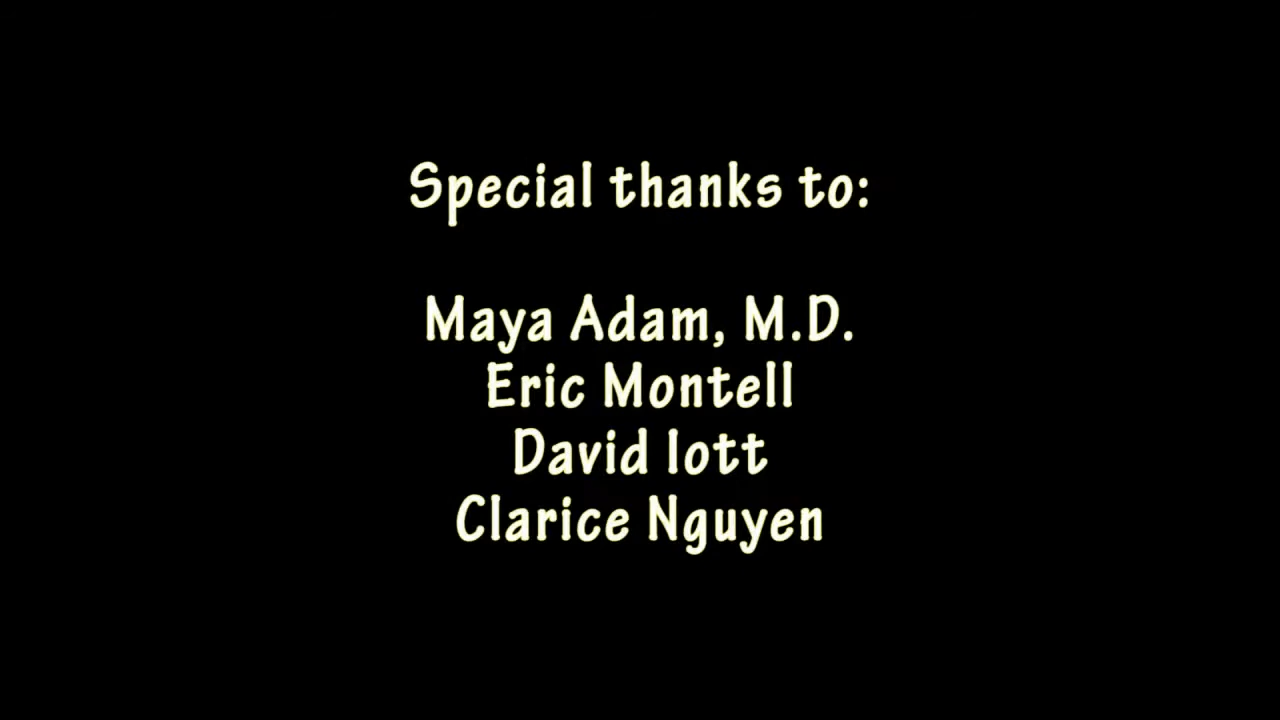 Special thanks to:
Maya Adam, M.D.
Eric Montell
David Iott
Clarice Nguyen